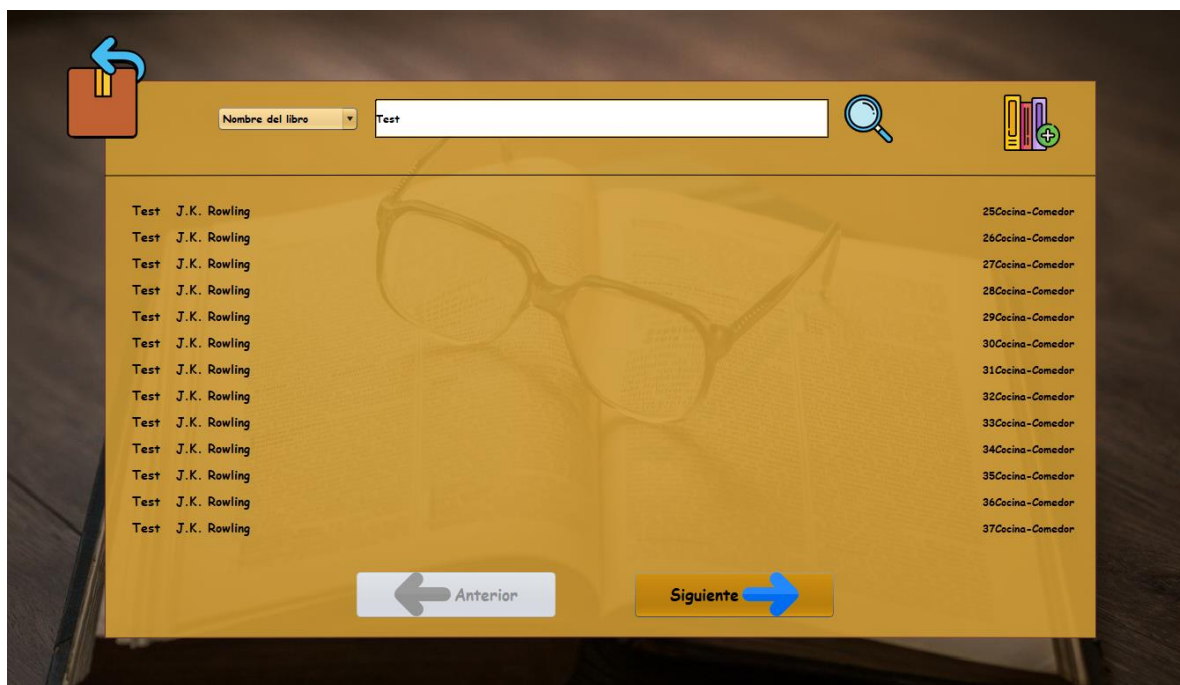 Nombre del libro Test
Test J.K. Rowling 25Cocina-Comedor
Test J.K. Rowling 26Cocina-Comedor
Test J.K. Rowling 27Cocina-Comedor
Test J.K. Rowling 28Cocina-Comedor
Test J.K. Rowling 29Cocina-Comedor
Test J.K. Rowling 30Cocina-Comedor
Test J.K. Rowling 31Cocina-Comedor
Test J.K. Rowling 32Cocina-Comedor
Test J.K. Rowling 33Cocina-Comedor
Test J.K. Rowling 34Cocina-Comedor
Test J.K. Rowling 35Cocina-Comedor
Test J.K. Rowling 36Cocina-Comedor
Test J.K. Rowling 37Cocina-Comedor
Anterior Siguiente